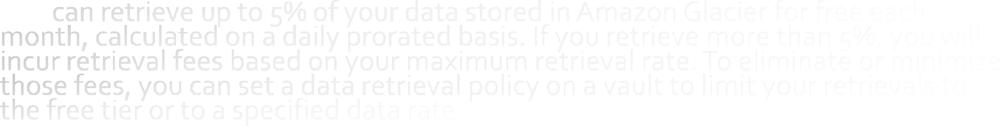 can retrieve up to 5% of your data stored in Amazon Glacier for free each
month, calculated on a daily prorated basis. If you retrieve more than 5%, you will
incur retrieval fees based on your maximum retrieval rate. To eliminate or minimize
those fees, you can set a data retrieval policy on a vault to limit your retrievals to
the free tier or to a specified data rate.